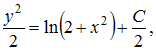 y²/2 = ln(2 + x²) + C/2,